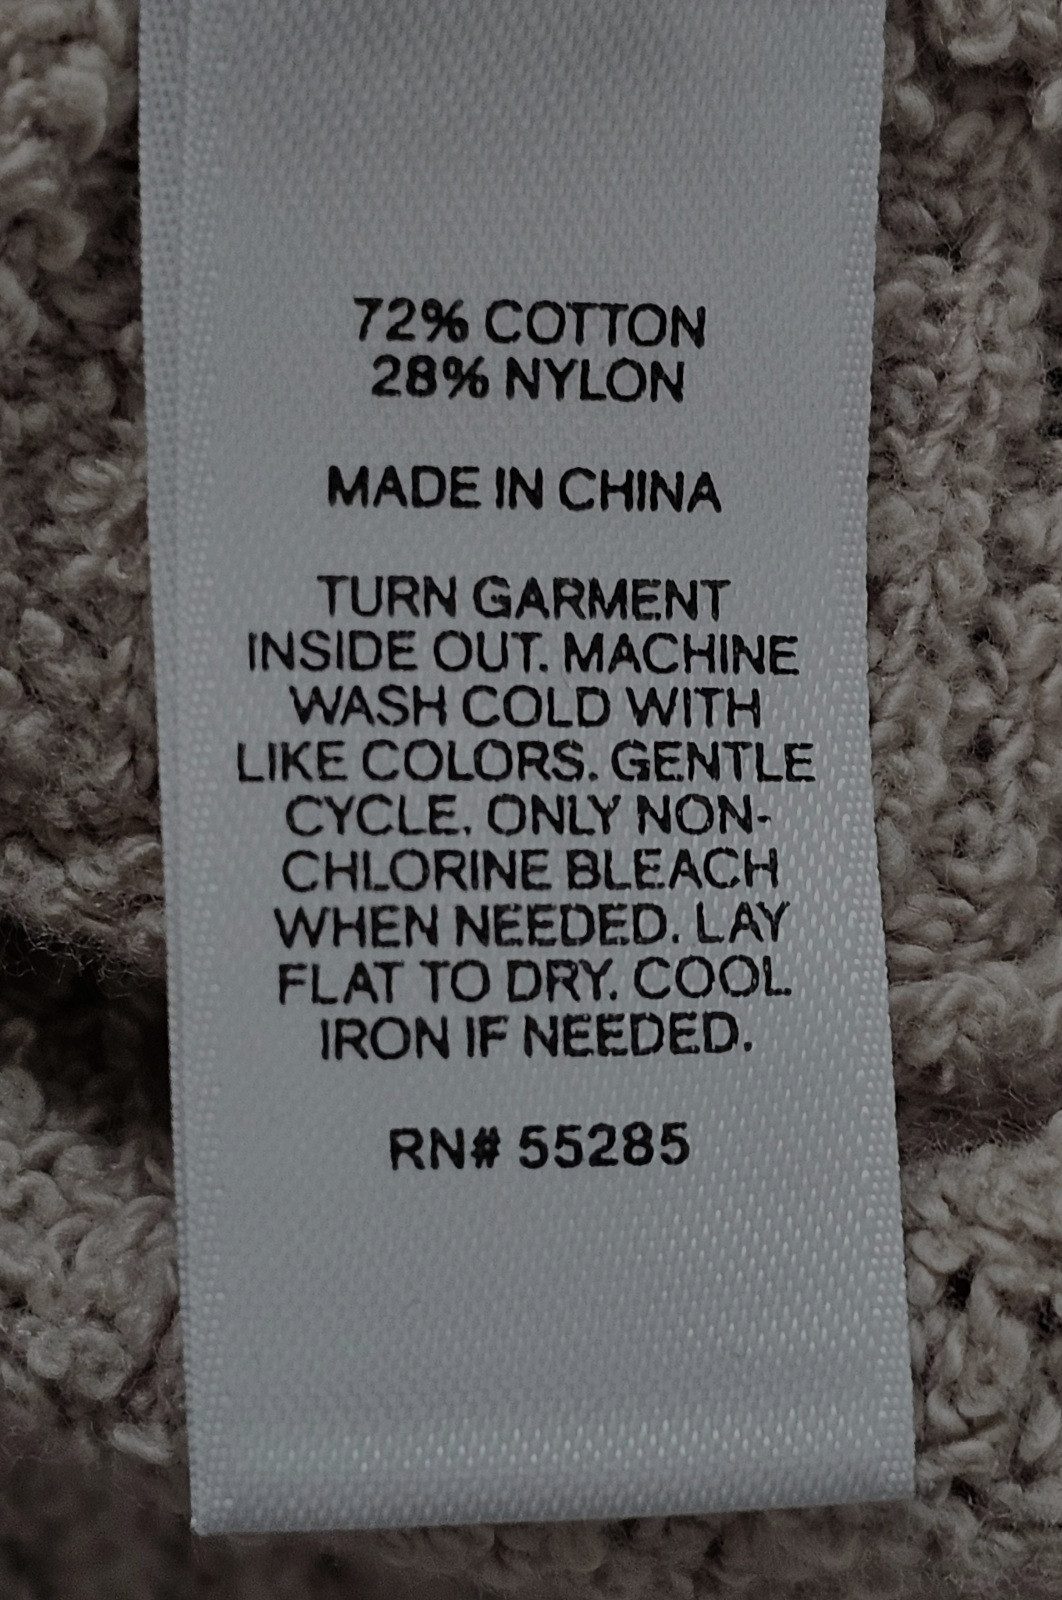 72% COTTON
28% NYLON
MADE IN CHINA
TURN GARMENT
INSIDE OUT. MACHINE
WASH COLD WITH
LIKE COLORS. GENTLE
CYCLE. ONLY NON-
CHLORINE BLEACH
WHEN NEEDED. LAY
FLAT TO DRY. COOL
IRON IF NEEDED.
RN# 55285